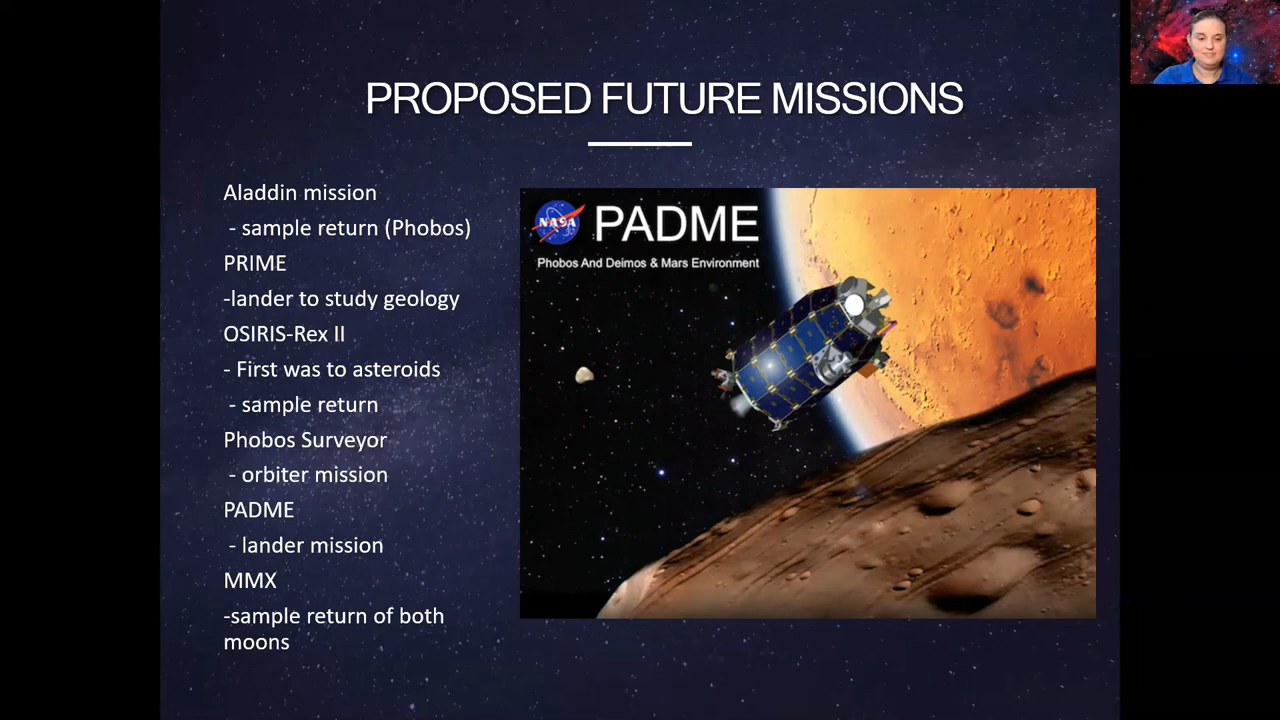 PROPOSED FUTURE MISSIONS
Aladdin mission
- sample return (Phobos)
PRIME
-lander to study geology
OSIRIS-Rex II
- First was to asteroids
- sample return
Phobos Surveyor
- orbiter mission
PADME
- lander mission
MMX
-sample return of both
moons
NASA
PADME
Phobos And Deimos & Mars Environment